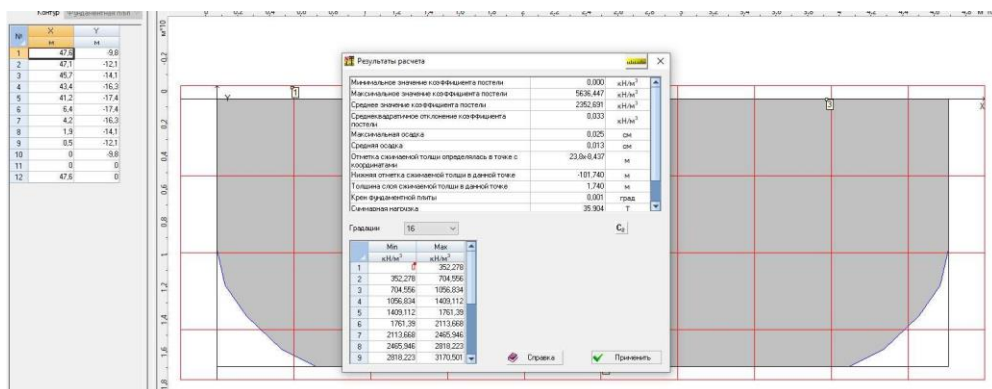 Контур Фундаментная плит
№ X Y
м м
1 47,6 -9,8
2 47,1 -12,1
3 45,7 -14,1
4 43,4 -16,3
5 41,2 -17,4
6 6,4 -17,4
7 4,2 -16,3
8 1,9 -14,1
9 0,5 -12,1
10 0 -9,8
11 0 0
12 47,6 0
Результаты расчета
Минимальное значение коэффициента постели 0,000 кН/м³
Максимальное значение коэффициента постели 5636,447 кН/м³
Среднее значение коэффициента постели 2352,691 кН/м³
Среднеквадратичное отклонение коэффициента
постели 0,033 кН/м³
Максимальная осадка 0,025 см
Средняя осадка 0,013 см
Отметка сжимаемой толщи определялась в точке с
координатами 23,8x-8,437 м
Нижняя отметка сжимаемой толщи в данной точке -101,740 м
Толщина слоя сжимаемой толщи в данной точке 1,740 м
Крен фундаментной плиты 0,001 град
Суммарная нагрузка 35,904 Т
Градации 16 C₀
Min Max
кН/м³ кН/м³
1 0 352,278
2 352,278 704,556
3 704,556 1056,834
4 1056,834 1409,112
5 1409,112 1761,39
6 1761,39 2113,668
7 2113,668 2465,946
8 2465,946 2818,223
9 2818,223 3170,501
Справка Применить
м*10
-0,2
0
0,2
0,4
0,6
0,8
1
1,2
1,4
1,6
1,8
Y
1
3
X